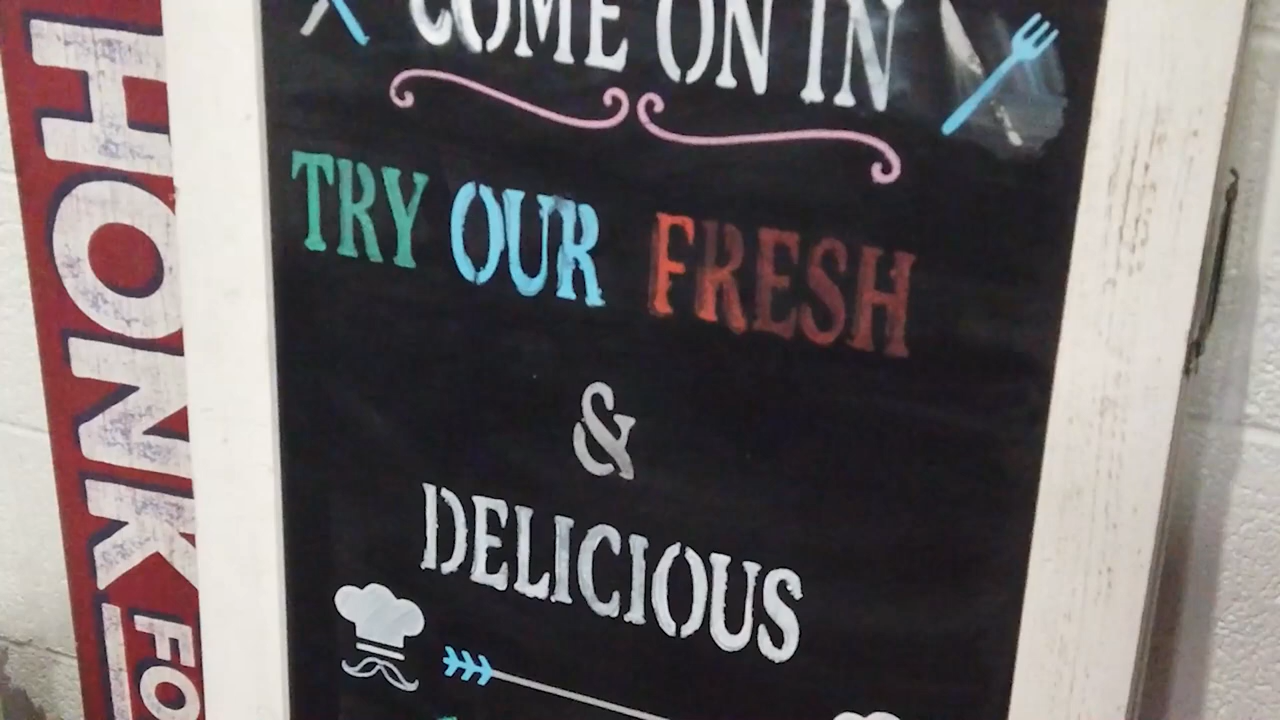 COME ON IN
TRY OUR FRESH
&
DELICIOUS
HONK
FO